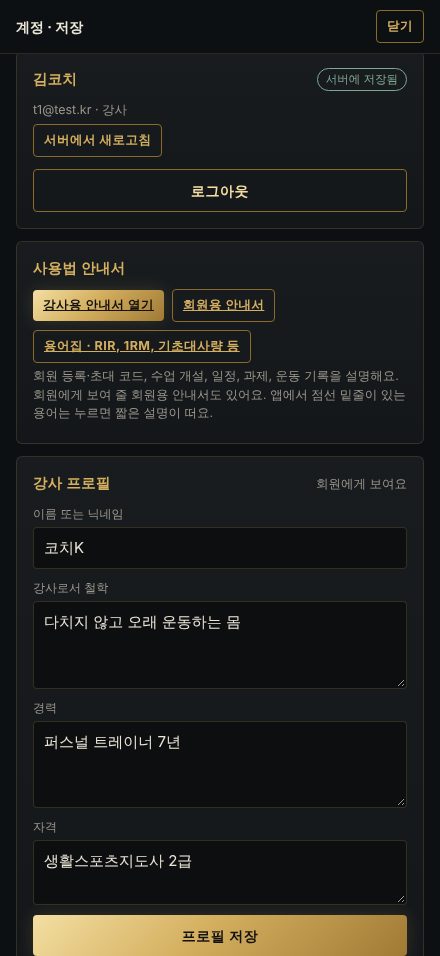 계정 · 저장
닫기
김코치
서버에 저장됨
t1@test.kr · 강사
서버에서 새로고침
로그아웃
사용법 안내서
강사용 안내서 열기
회원용 안내서
용어집 · RIR, 1RM, 기초대사량 등
회원 등록·초대 코드, 수업 개설, 일정, 과제, 운동 기록을 설명해요.
회원에게 보여 줄 회원용 안내서도 있어요. 앱에서 점선 밑줄이 있는
용어는 누르면 짧은 설명이 떠요.
강사 프로필
회원에게 보여요
이름 또는 닉네임
코치K
강사로서 철학
다치지 않고 오래 운동하는 몸
경력
퍼스널 트레이너 7년
자격
생활스포츠지도사 2급
프로필 저장